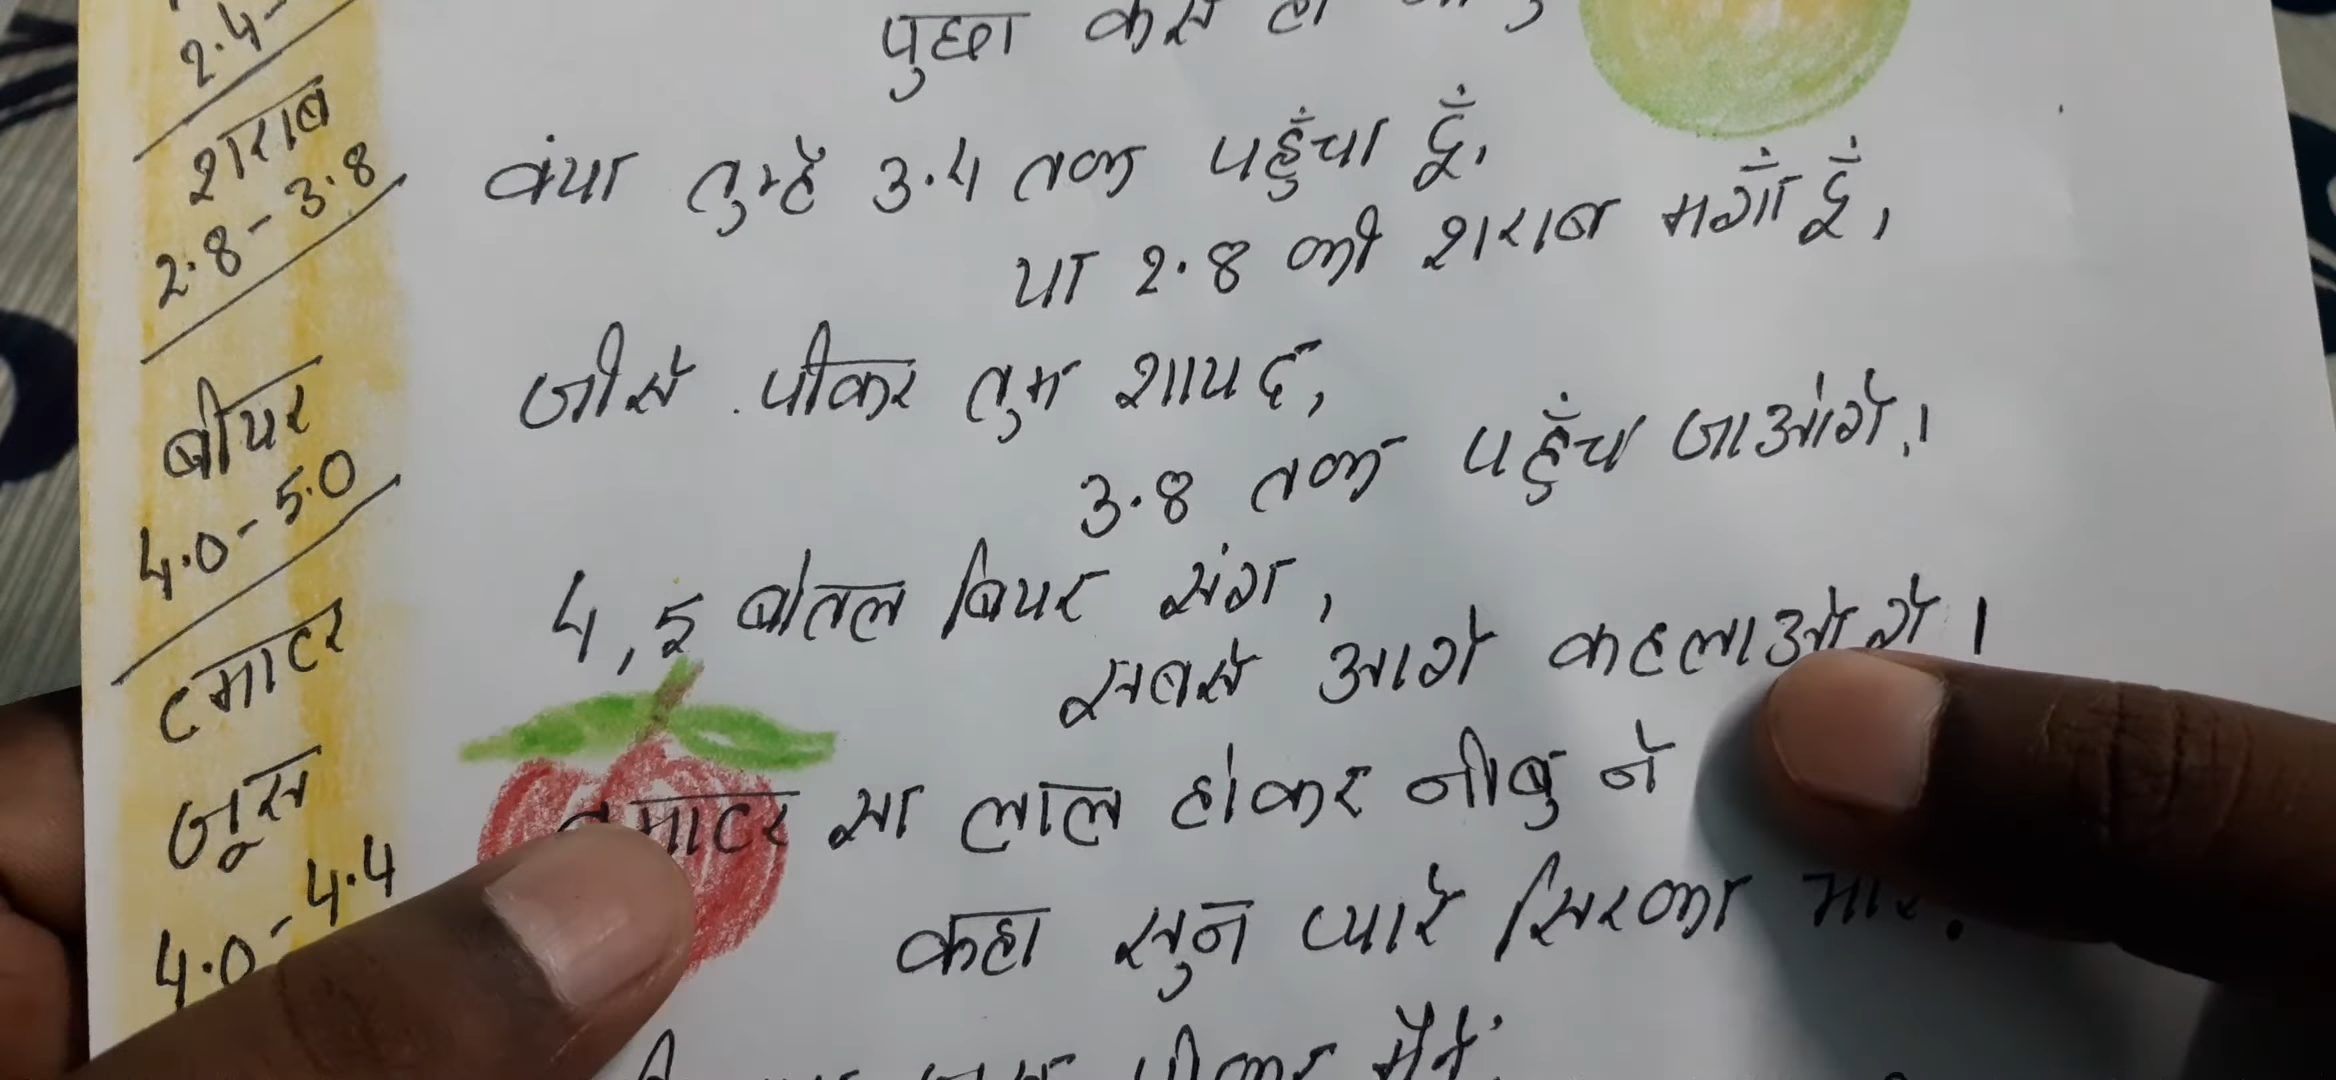 2.4-
शराब
2.8-3.8
बीयर
4.0-5.0
टमाटर
जूस
4.0-4.4
पुछा कैसे हो
क्या तुम्हें 3.4 तक पहुँचा दूँ,
या 2.8 की शराब मगाँ दूँ,
जीसे पीकर तुम शायद,
3.8 तक पहुँच जाओगे।
4,5 बोतल बियर संग,
सबसे आगे कहलाओगे।
टमाटर सा लाल होकर नीबु ने
कहा सुन प्यारे सिरका
पीकर मैंने